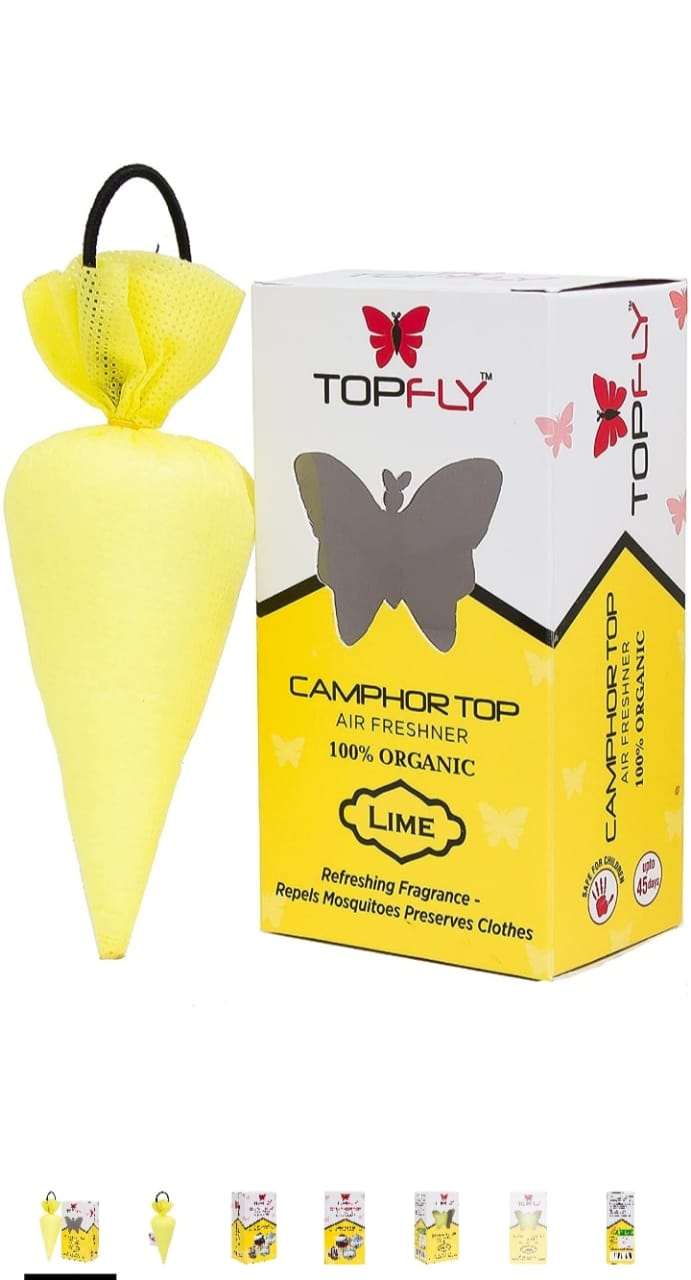 TOPFLY™
CAMPHOR TOP
AIR FRESHNER
100% ORGANIC
LIME
Refreshing Fragrance -
Repels Mosquitoes Preserves Clothes
TOPFLY
CAMPHOR TOP
AIR FRESHNER
100% ORGANIC
SAFE FOR CHILDREN
upto
45days